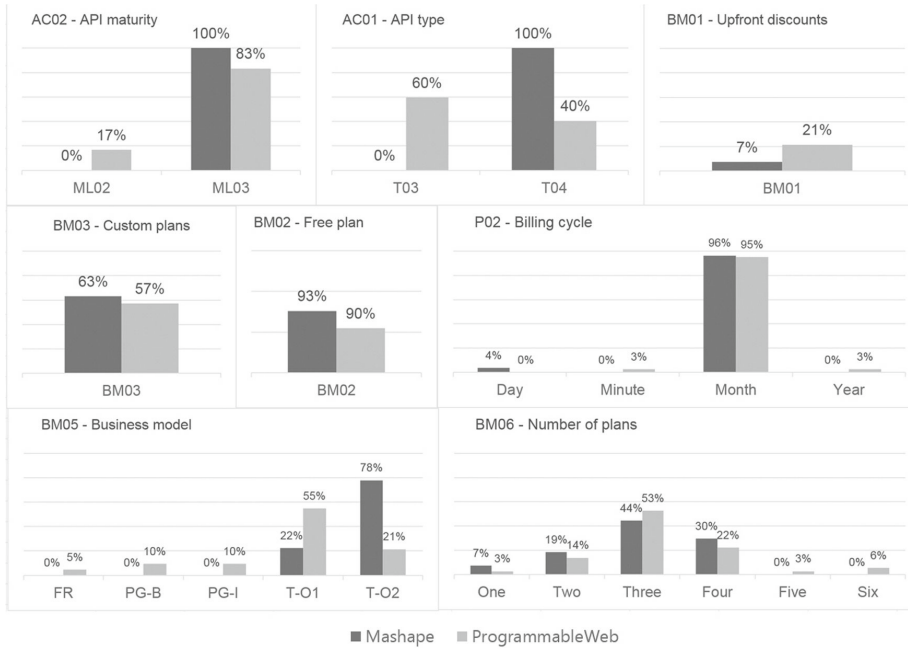 AC02 - API maturity
100%
83%
17%
0%
ML02 ML03
AC01 - API type
100%
60%
40%
0%
T03 T04
BM01 - Upfront discounts
21%
7%
BM01
BM03 - Custom plans
63%
57%
BM03
BM02 - Free plan
93%
90%
BM02
P02 - Billing cycle
96% 95%
4% 0% 0% 3% 0% 3%
Day Minute Month Year
BM05 - Business model
78%
55%
22% 21%
0% 5% 0% 10% 0% 10%
FR PG-B PG-I T-O1 T-O2
BM06 - Number of plans
53%
44%
30%
22%
19%
14%
7%
3% 0% 3% 0% 6%
One Two Three Four Five Six
Mashape ProgrammableWeb